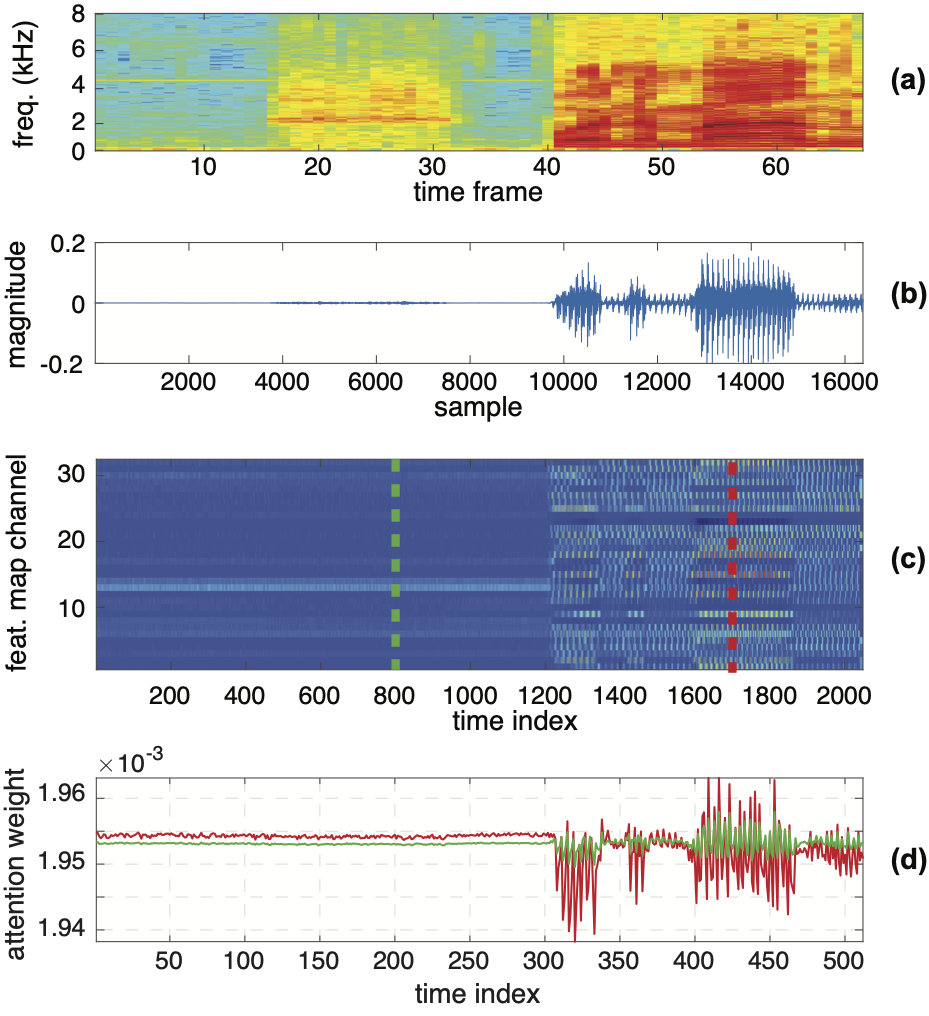 8
6
4
2
0
freq. (kHz)
10 20 30 40 50 60
time frame
(a)
0.2
0
-0.2
magnitude
2000 4000 6000 8000 10000 12000 14000 16000
sample
(b)
30
20
10
feat. map channel
200 400 600 800 1000 1200 1400 1600 1800 2000
time index
(c)
×10-3
1.96
1.95
1.94
attention weight
50 100 150 200 250 300 350 400 450 500
time index
(d)